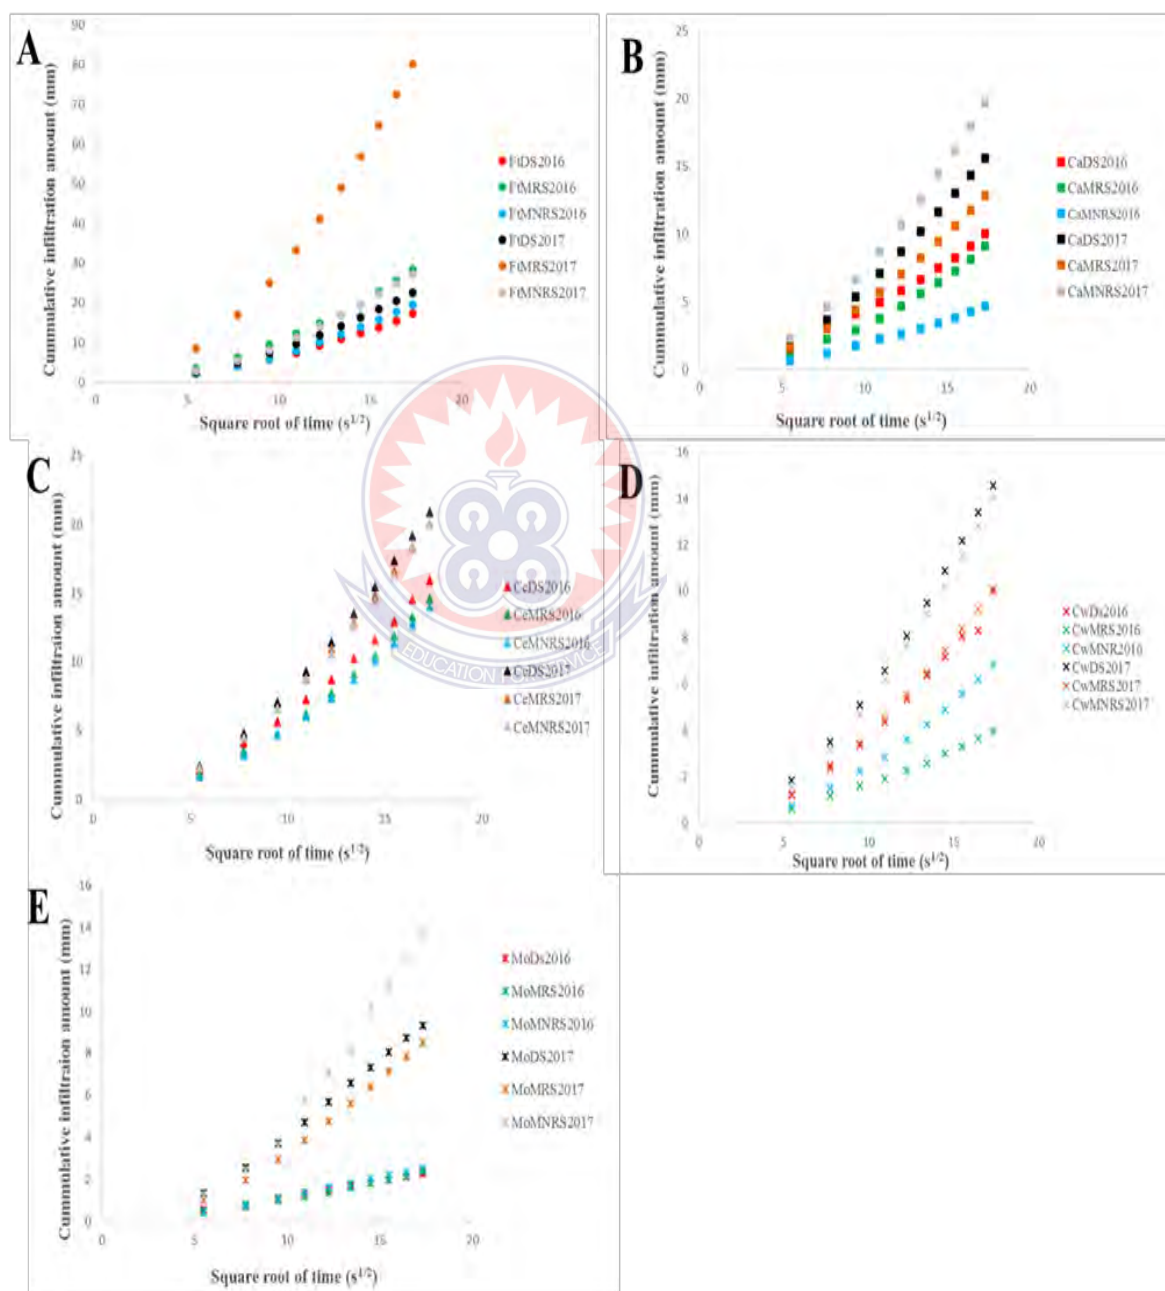 A
Cummulative infiltration amount (mm)
90
80
70
60
50
40
30
20
10
0
0
5
10
15
20
Square root of time (s1/2)
FtDS2016
FtMRS2016
FtMNRS2016
FtDS2017
FtMRS2017
FtMNRS2017
B
Cummulative infiltration amount (mm)
25
20
15
10
5
0
0
5
10
15
20
Square root of time (s1/2)
CaDS2016
CaMRS2016
CaMNRS2016
CaDS2017
CaMRS2017
CaMNRS2017
C
Cummulative infiltraion amount (mm)
25
20
15
10
5
0
0
5
10
15
20
Square root of time (s1/2)
CeDS2016
CeMRS2016
CeMNRS2016
CeDS2017
CeMRS2017
CeMNRS2017
EDUCATION FOR SERVICE
D
Cummulative infiltration amount (mm)
16
14
12
10
8
6
4
2
0
0
5
10
15
20
Square root of time (s1/2)
CwDs2016
CwMRS2016
CwMNR2016
CwDS2017
CwMRS2017
CwMNRS2017
E
Cummulative infiltraion amount (mm)
16
14
12
10
8
6
4
2
0
0
5
10
15
20
Square root of time (s1/2)
MoDs2016
MoMRS2016
MoMNRS2016
MoDS2017
MoMRS2017
MoMNRS2017